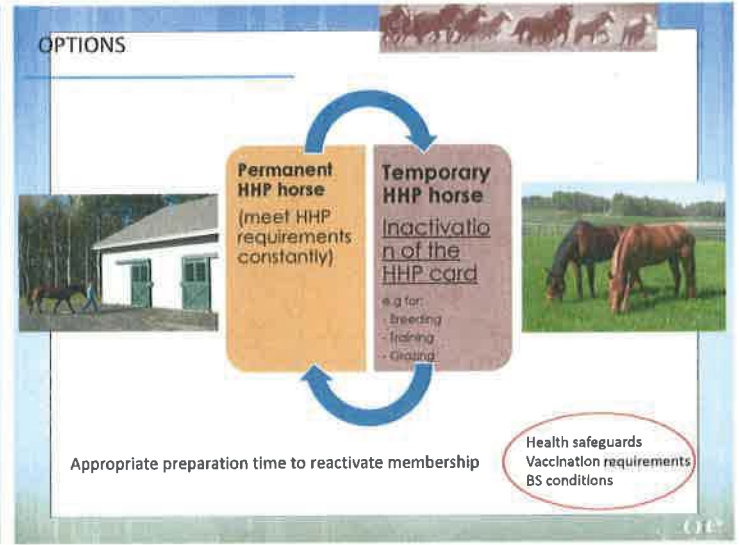 OPTIONS
Permanent
HHP horse
(meet HHP
requirements
constantly)
Temporary
HHP horse
Inactivatio
n of the
HHP card
e.g for:
- Breeding
- Training
- Grazing
Appropriate preparation time to reactivate membership
Health safeguards
Vaccination requirements
BS conditions